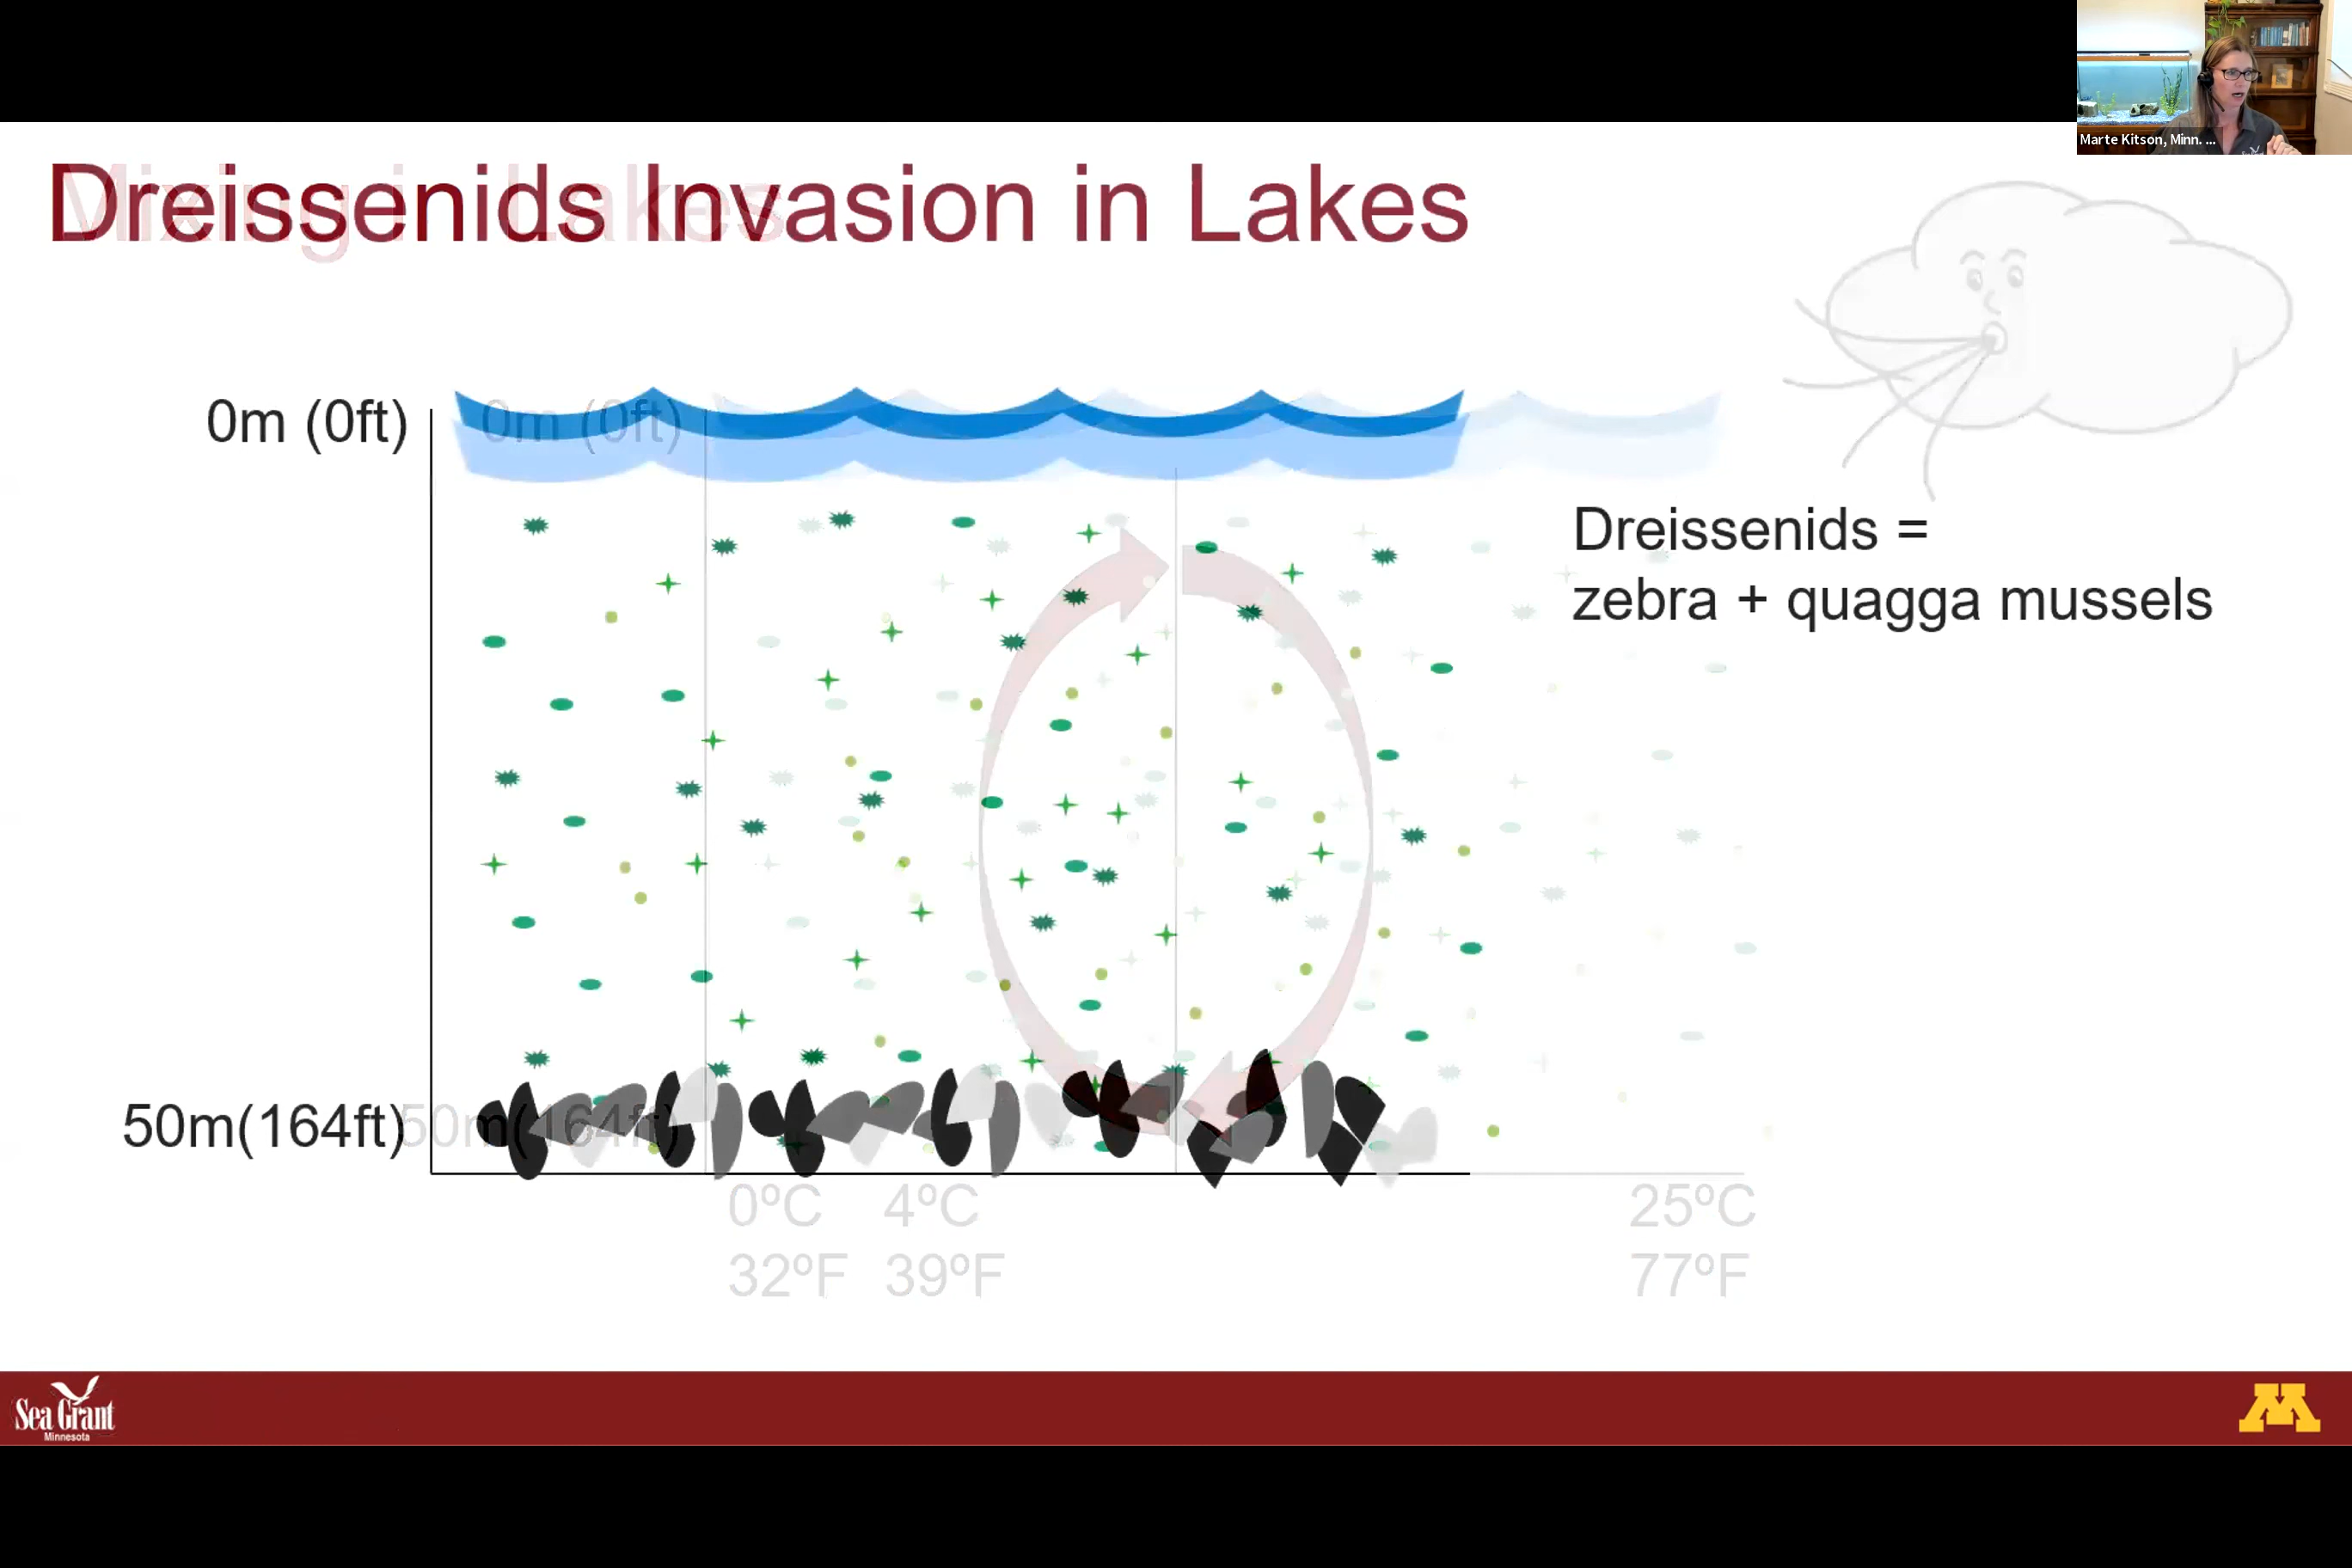 Marte Kitson, Minn. ...
Dreissenids Invasion in Lakes
Mixing in Lakes
0m (0ft)
0m (0ft)
Dreissenids =
zebra + quagga mussels
50m(164ft)
50m(164ft)
0ºC 4ºC 25ºC
32ºF 39ºF 77ºF
Sea Grant
Minnesota
M